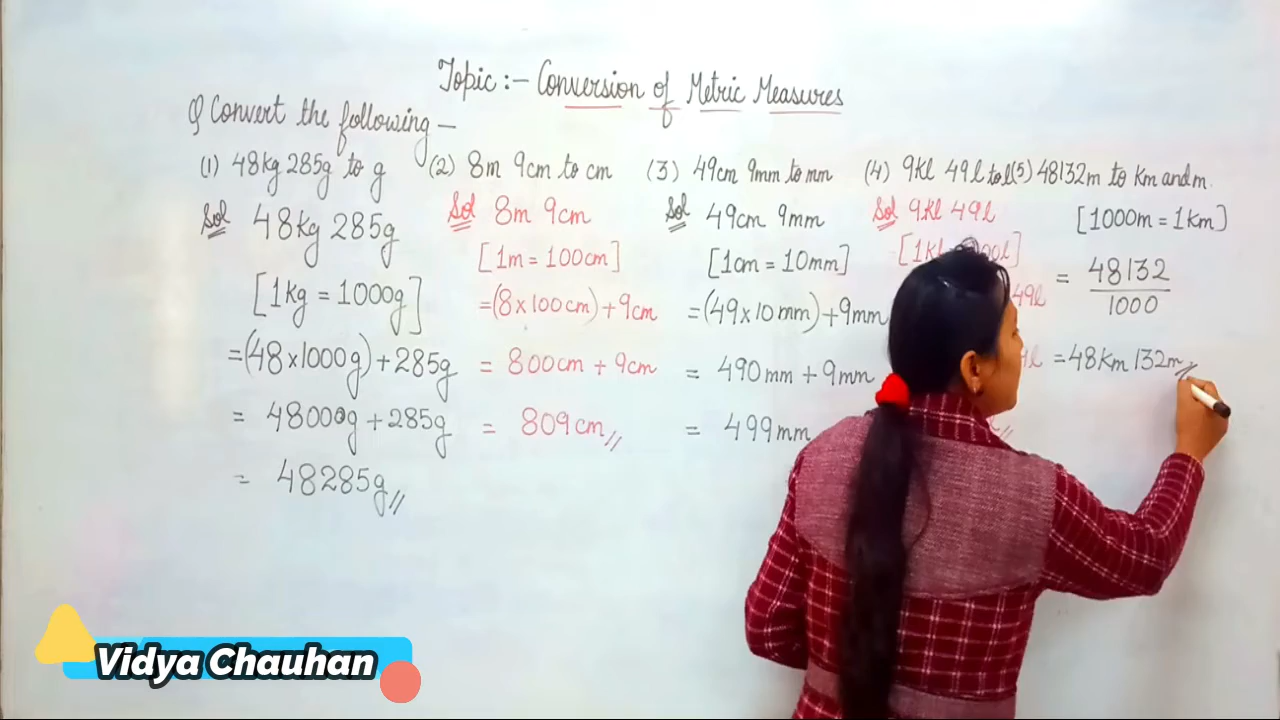 Topic :- Conversion of Metric Measures
Q Convert the following -
(1) 48kg 285g to g
(2) 8m 9cm to cm
(3) 49cm 9mm to mm
(4) 9kl 49l to l
(5) 48132m to km and m.
Sol 48kg 285g
[1kg = 1000g]
=(48×1000g)+285g
= 48000g+285g
= 48285g//
Sol 8m 9cm
[1m = 100cm]
=(8×100cm)+9cm
= 800cm + 9cm
= 809cm//
Sol 49cm 9mm
[1cm = 10mm]
=(49×10mm)+9mm
= 490mm + 9mm
= 499mm
Sol 9kl 49l
[1kl 00l]
49l
[1000m = 1km]
= 48132
1000
=48km 132m//
Vidya Chauhan